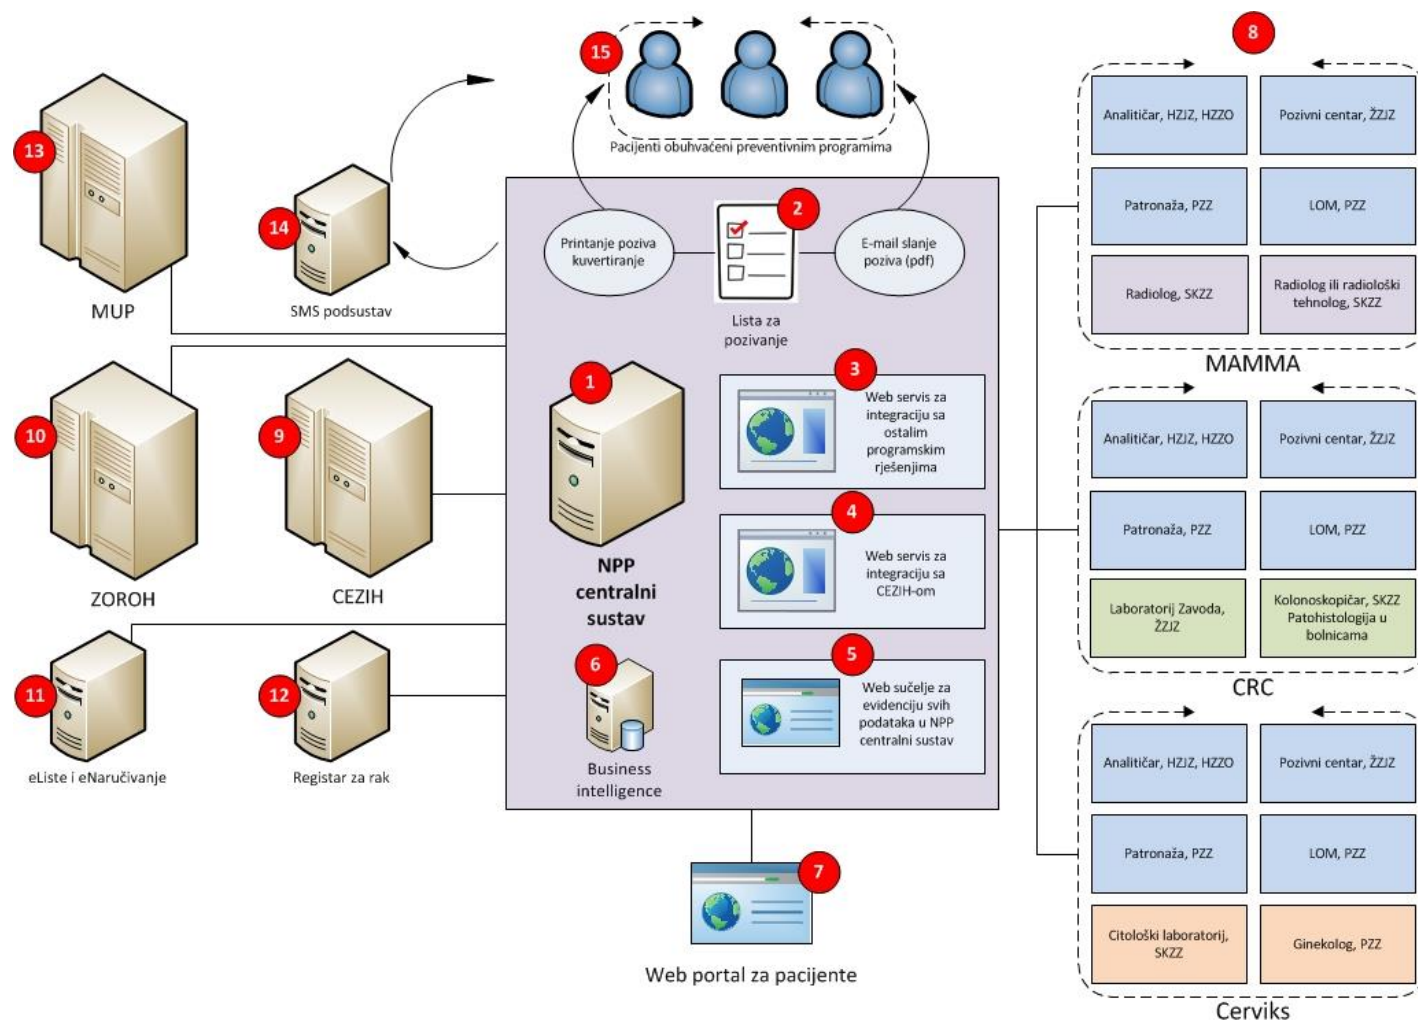 15
Pacijenti obuhvaćeni preventivnim programima
13
MUP
14
SMS podsustav
10
ZOROH
9
CEZIH
11
eListe i eNaručivanje
12
Registar za rak
Printanje poziva
kuvertiranje
2
Lista za
pozivanje
E-mail slanje
poziva (pdf)
1
NPP
centralni
sustav
3
Web servis za
integraciju sa
ostalim
programskim
rješenjima
4
Web servis za
integraciju sa
CEZIH-om
5
Web sučelje za
evidenciju svih
podataka u NPP
centralni sustav
6
Business
intelligence
7
Web portal za pacijente
8
Analitičar, HZJZ, HZZO
Pozivni centar, ŽZJZ
Patronaža, PZZ
LOM, PZZ
Radiolog, SKZZ
Radiolog ili radiološki
tehnolog, SKZZ
MAMMA
Analitičar, HZJZ, HZZO
Pozivni centar, ŽZJZ
Patronaža, PZZ
LOM, PZZ
Laboratorij Zavoda,
ŽZJZ
Kolonoskopičar, SKZZ
Patohistologija u
bolnicama
CRC
Analitičar, HZJZ, HZZO
Pozivni centar, ŽZJZ
Patronaža, PZZ
LOM, PZZ
Citološki laboratorij,
SKZZ
Ginekolog, PZZ
Cerviks